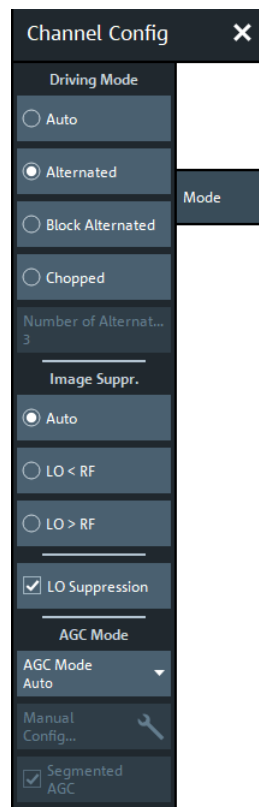 Channel Config
Driving Mode
Auto
Alternated
Mode
Block Alternated
Chopped
Number of Alternat...
3
Image Suppr.
Auto
LO < RF
LO > RF
LO Suppression
AGC Mode
AGC Mode
Auto
Manual
Config...
Segmented
AGC